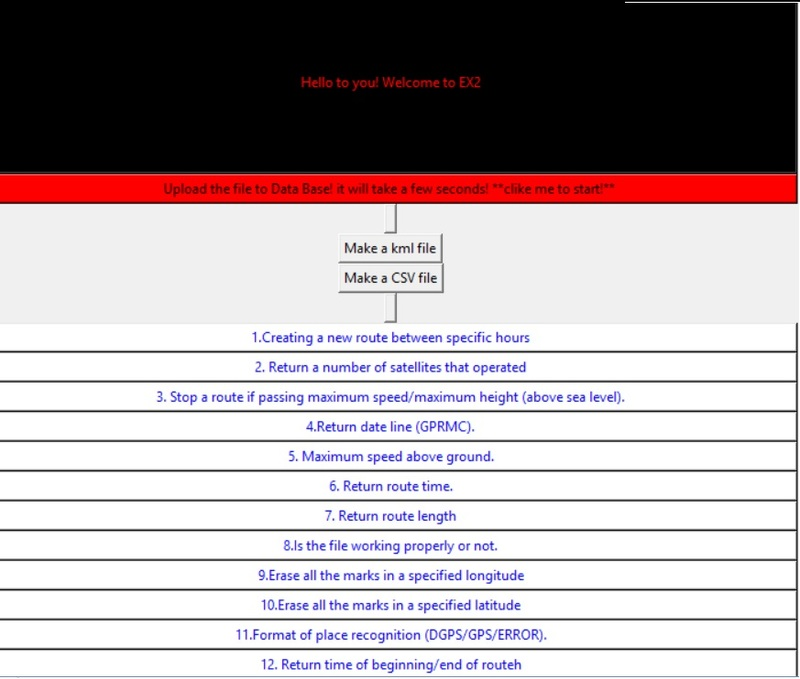 Hello to you! Welcome to EX2
Upload the file to Data Base! it will take a few seconds! **clike me to start!**
Make a kml file
Make a CSV file
1.Creating a new route between specific hours
2. Return a number of satellites that operated
3. Stop a route if passing maximum speed/maximum height (above sea level).
4.Return date line (GPRMC).
5. Maximum speed above ground.
6. Return route time.
7. Return route length
8.Is the file working properly or not.
9.Erase all the marks in a specified longitude
10.Erase all the marks in a specified latitude
11.Format of place recognition (DGPS/GPS/ERROR).
12. Return time of beginning/end of routeh